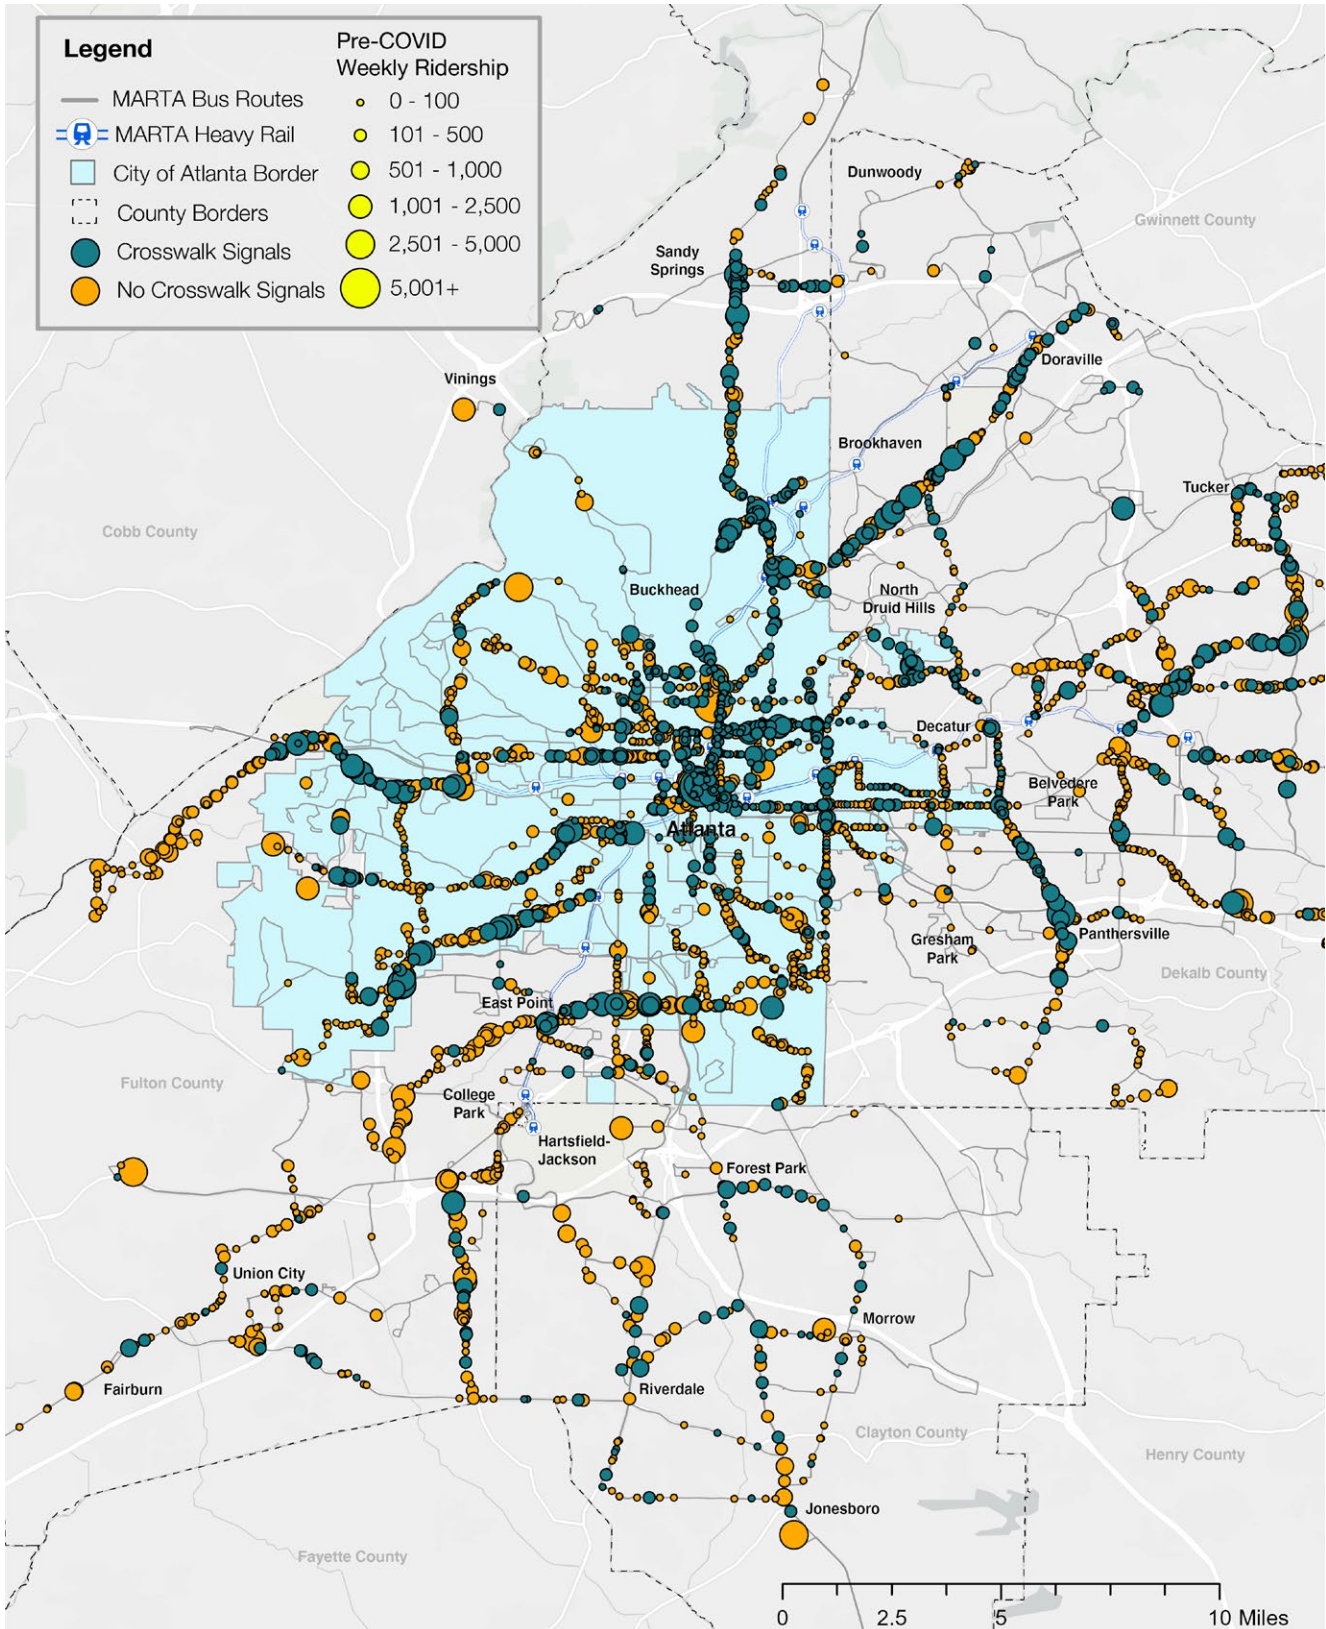 Legend
MARTA Bus Routes
MARTA Heavy Rail
City of Atlanta Border
County Borders
Crosswalk Signals
No Crosswalk Signals
Pre-COVID
Weekly Ridership
0 - 100
101 - 500
501 - 1,000
1,001 - 2,500
2,501 - 5,000
5,001+
Dunwoody
Gwinnett County
Sandy
Springs
Doraville
Vinings
Brookhaven
Tucker
Cobb County
Buckhead
North
Druid Hills
Decatur
Belvedere
Park
Atlanta
Gresham
Park
Panthersville
Dekalb County
East Point
Fulton County
College
Park
Hartsfield-
Jackson
Forest Park
Union City
Morrow
Fairburn
Riverdale
Clayton County
Henry County
Jonesboro
Fayette County
0 2.5 5 10 Miles